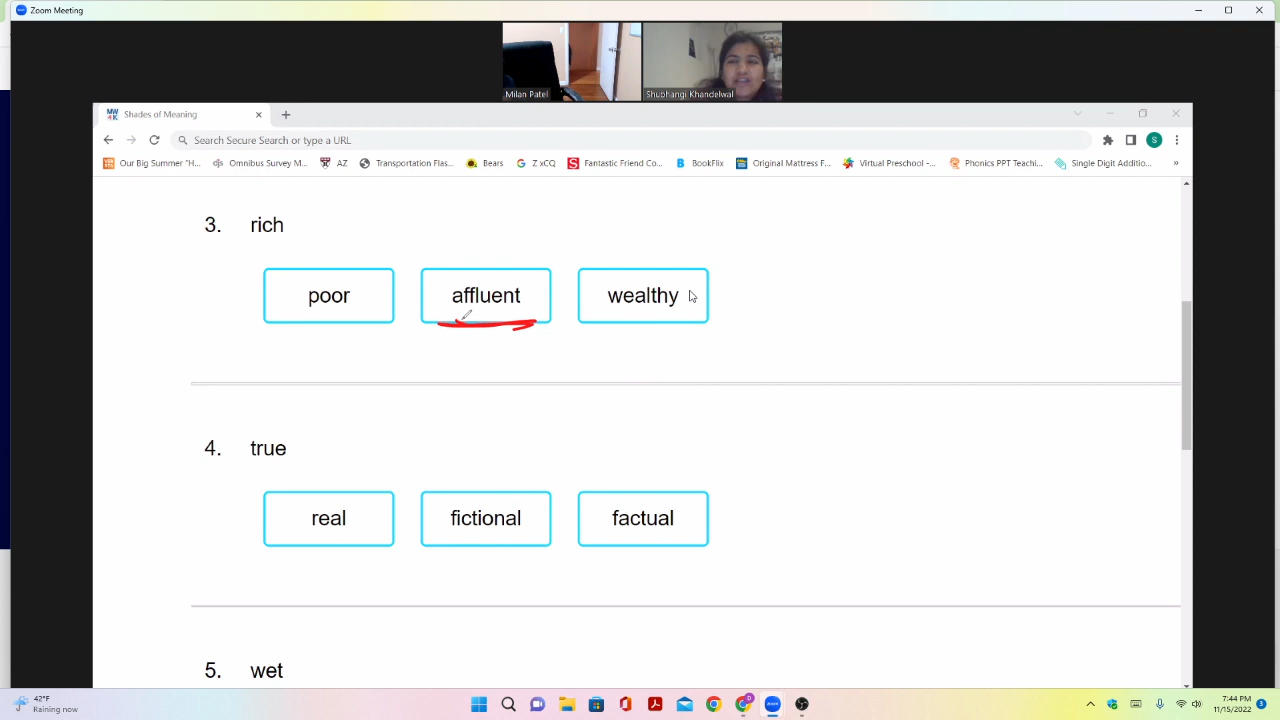 Zoom Meeting
Milan Patel
Shubhangi Khandelwal
MW
4K
Shades of Meaning
Search Secure Search or type a URL
S
Our Big Summer "H...
Omnibus Survey M...
AZ
Transportation Flas...
Bears
Z xCQ
Fantastic Friend Co...
BookFlix
Original Mattress F...
Virtual Preschool -...
Phonics PPT Teachi...
Single Digit Additio...
»
3. rich
poor affluent wealthy
4. true
real fictional factual
5. wet
42°F
Raining now
7:44 PM
11/15/2022
3